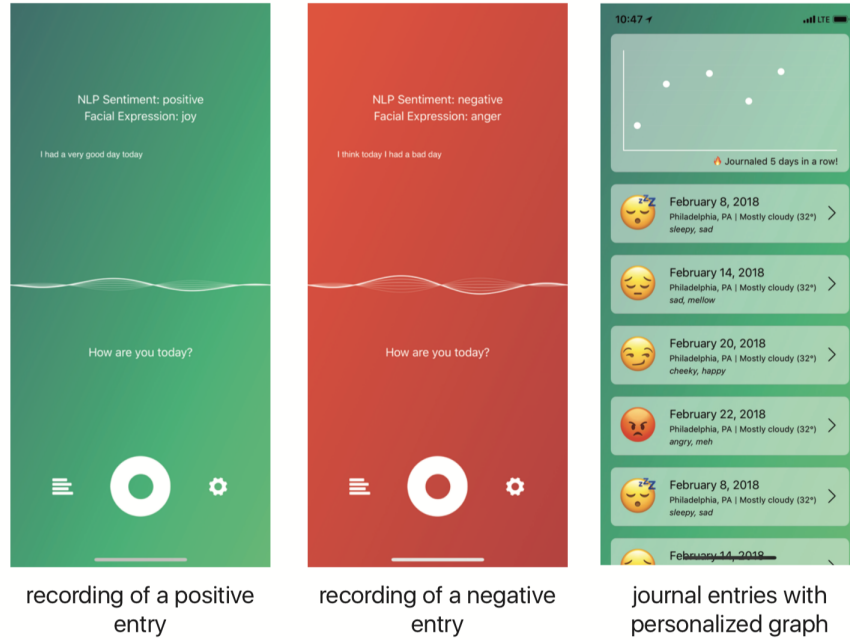 NLP Sentiment: positive
Facial Expression: joy
I had a very good day today
How are you today?
recording of a positive
entry
NLP Sentiment: negative
Facial Expression: anger
I think today I had a bad day
How are you today?
recording of a negative
entry
10:47
LTE
🔥 Journaled 5 days in a row!
February 8, 2018
Philadelphia, PA | Mostly cloudy (32°)
sleepy, sad
February 14, 2018
Philadelphia, PA | Mostly cloudy (32°)
sad, mellow
February 20, 2018
Philadelphia, PA | Mostly cloudy (32°)
cheeky, happy
February 22, 2018
Philadelphia, PA | Mostly cloudy (32°)
angry, meh
February 8, 2018
Philadelphia, PA | Mostly cloudy (32°)
sleepy, sad
February 14, 2018
journal entries with
personalized graph